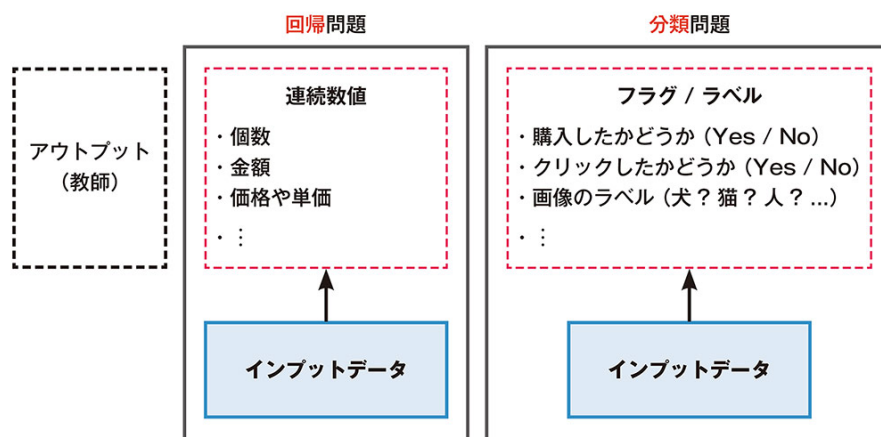 回帰問題
分類問題
アウトプット
(教師)
連続数値
・個数
・金額
・価格や単価
・⋮
インプットデータ
フラグ / ラベル
・購入したかどうか (Yes / No)
・クリックしたかどうか (Yes / No)
・画像のラベル (犬 ? 猫 ? 人 ? ...)
・⋮
インプットデータ